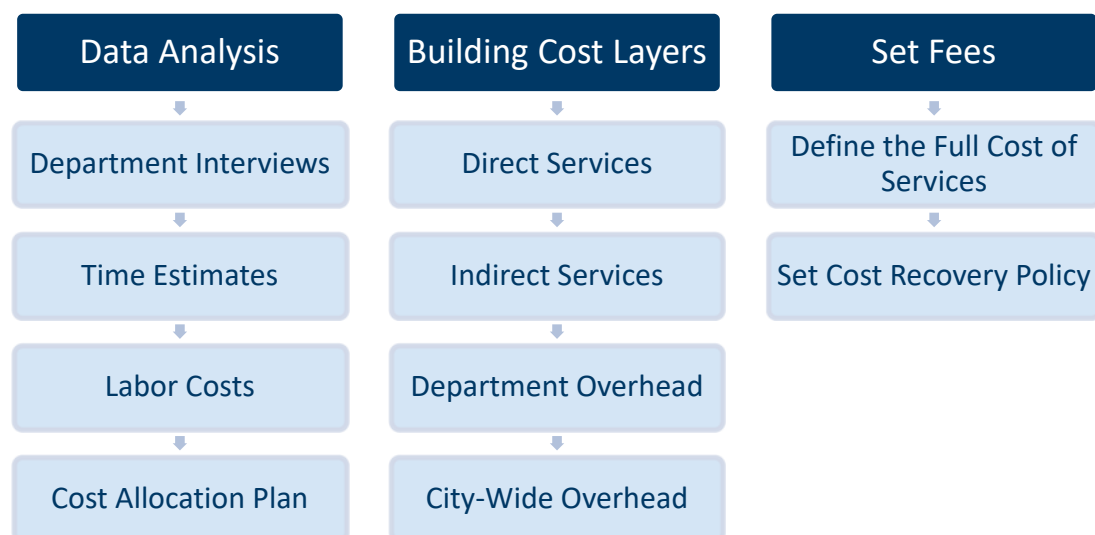 Data Analysis
Department Interviews
Time Estimates
Labor Costs
Cost Allocation Plan
Building Cost Layers
Direct Services
Indirect Services
Department Overhead
City-Wide Overhead
Set Fees
Define the Full Cost of
Services
Set Cost Recovery Policy